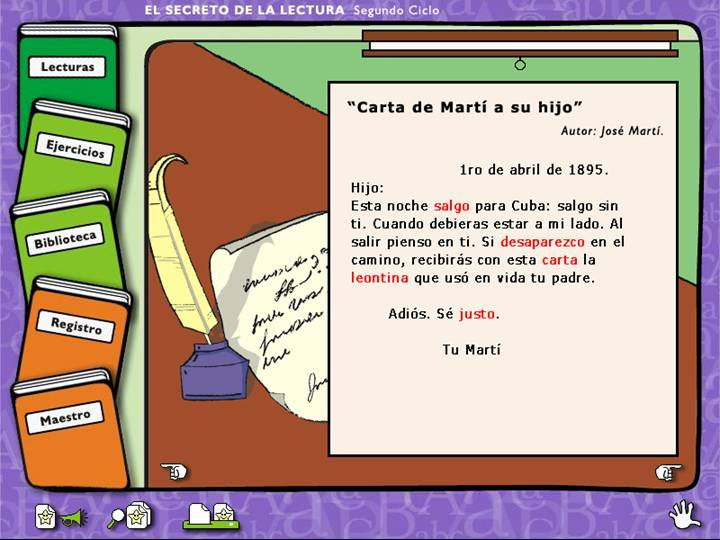 EL SECRETO DE LA LECTURA Segundo Ciclo
Lecturas
Ejercicios
Biblioteca
Registro
Maestro
“Carta de Martí a su hijo”
Autor: José Martí.
1ro de abril de 1895.
Hijo:
Esta noche salgo para Cuba: salgo sin
ti. Cuando debieras estar a mi lado. Al
salir pienso en ti. Si desaparezco en el
camino, recibirás con esta carta la
leontina que usó en vida tu padre.
Adiós. Sé justo.
Tu Martí